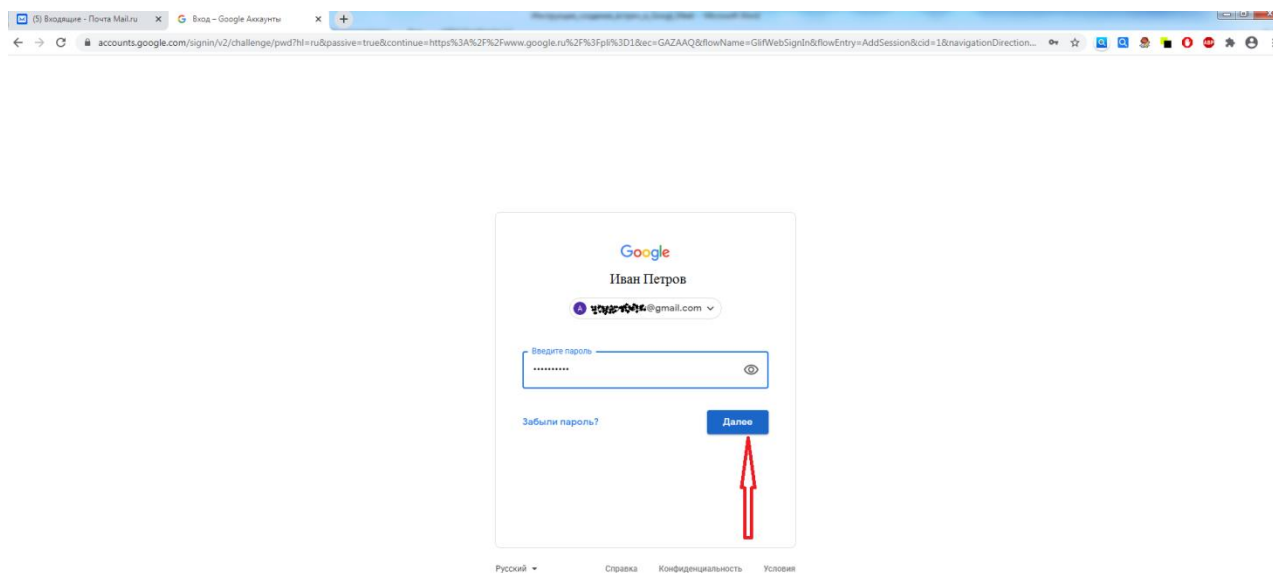 (5) Входящие - Почта Mail.ru
Вход – Google Аккаунты
accounts.google.com/signin/v2/challenge/pwd?hl=ru&passive=true&continue=https%3A%2F%2Fwww.google.ru%2F%3Fpli%3D1&ec=GAZAAQ&flowName=GlifWebSignIn&flowEntry=AddSession&cid=1&navigationDirection...
ABP
Google
Иван Петров
A @gmail.com
Введите пароль
••••••••••
Забыли пароль? Далее
Русский Справка Конфиденциальность Условия